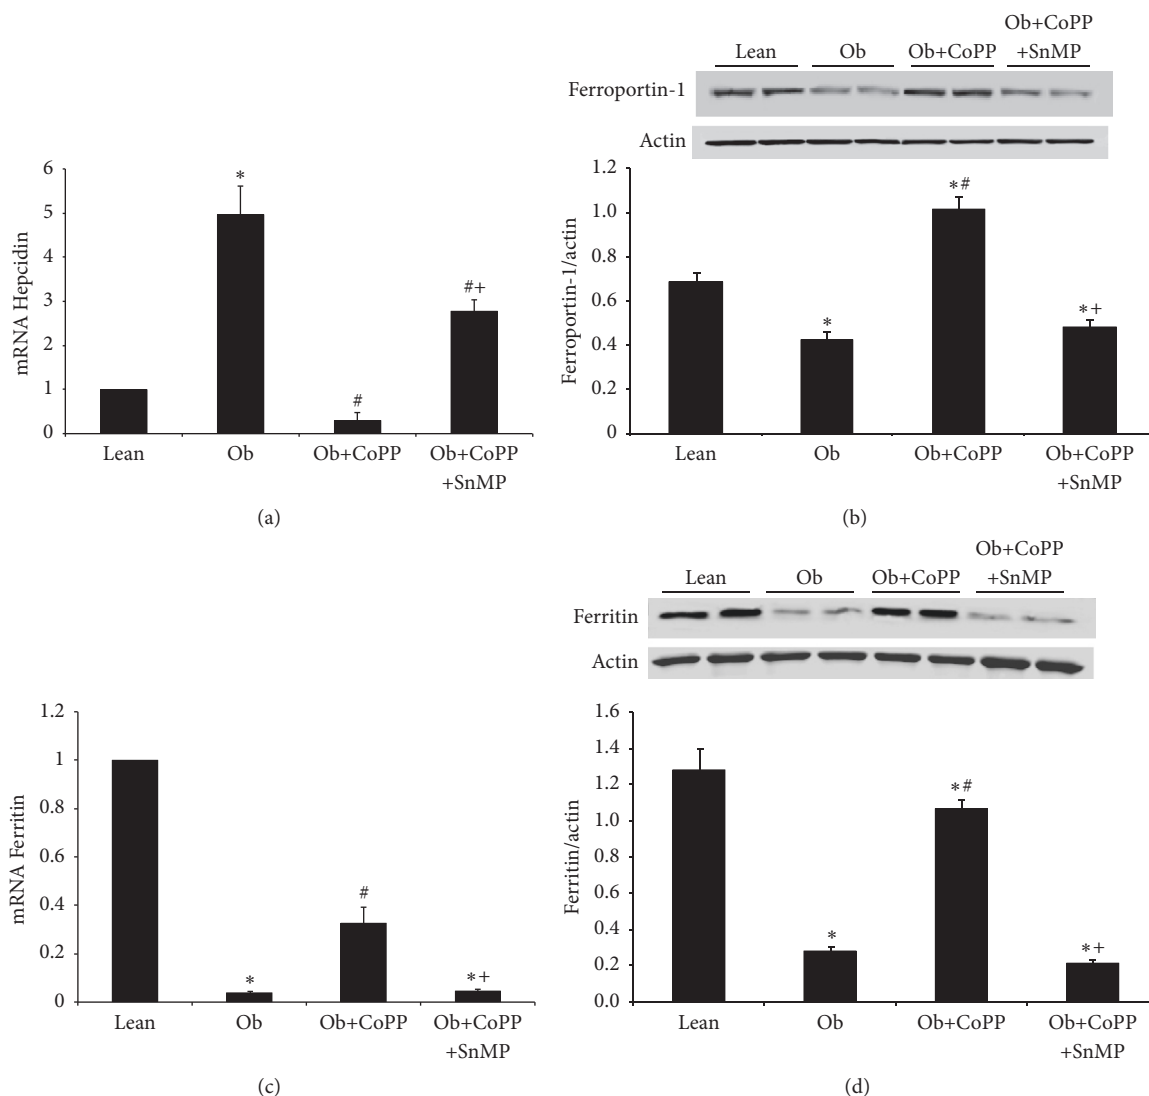 mRNA Hepcidin
6
5
4
3
2
1
0
*
#
#+
Lean
Ob
Ob+CoPP
Ob+CoPP
+SnMP
(a)
Lean
Ob
Ob+CoPP
Ob+CoPP
+SnMP
Ferroportin-1
Actin
Ferroportin-1/actin
1.2
1.0
0.8
0.6
0.4
0.2
0
*
*#
*+
Lean
Ob
Ob+CoPP
Ob+CoPP
+SnMP
(b)
mRNA Ferritin
1.2
1
0.8
0.6
0.4
0.2
0
*
#
*+
Lean
Ob
Ob+CoPP
Ob+CoPP
+SnMP
(c)
Lean
Ob
Ob+CoPP
Ob+CoPP
+SnMP
Ferritin
Actin
Ferritin/actin
1.6
1.4
1.2
1.0
0.8
0.6
0.4
0.2
0.0
*
*#
*+
Lean
Ob
Ob+CoPP
Ob+CoPP
+SnMP
(d)